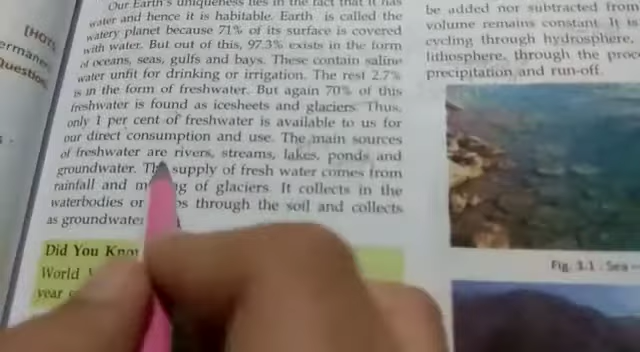 Our Earth's uniqueness lies in the fact that it has
water and hence it is habitable. Earth is called the
watery planet because 71% of its surface is covered
with water. But out of this, 97.3% exists in the form
of oceans, seas, gulfs and bays. These contain saline
water unfit for drinking or irrigation. The rest 2.7%
is in the form of freshwater. But again 70% of this
freshwater is found as icesheets and glaciers. Thus,
only 1 per cent of freshwater is available to us for
our direct consumption and use. The main sources
of freshwater are rivers, streams, lakes, ponds and
groundwater. supply of fresh water comes from
rainfall and of glaciers. It collects in the
waterbodies or through the soil and collects
as
Did You
World
year
[HOTS
Question
be added nor subtracted from
volume remains constant. It
cycling through hydrosphere,
lithosphere, through the
precipitation and run-off.
Fig. 3.1 : Sea